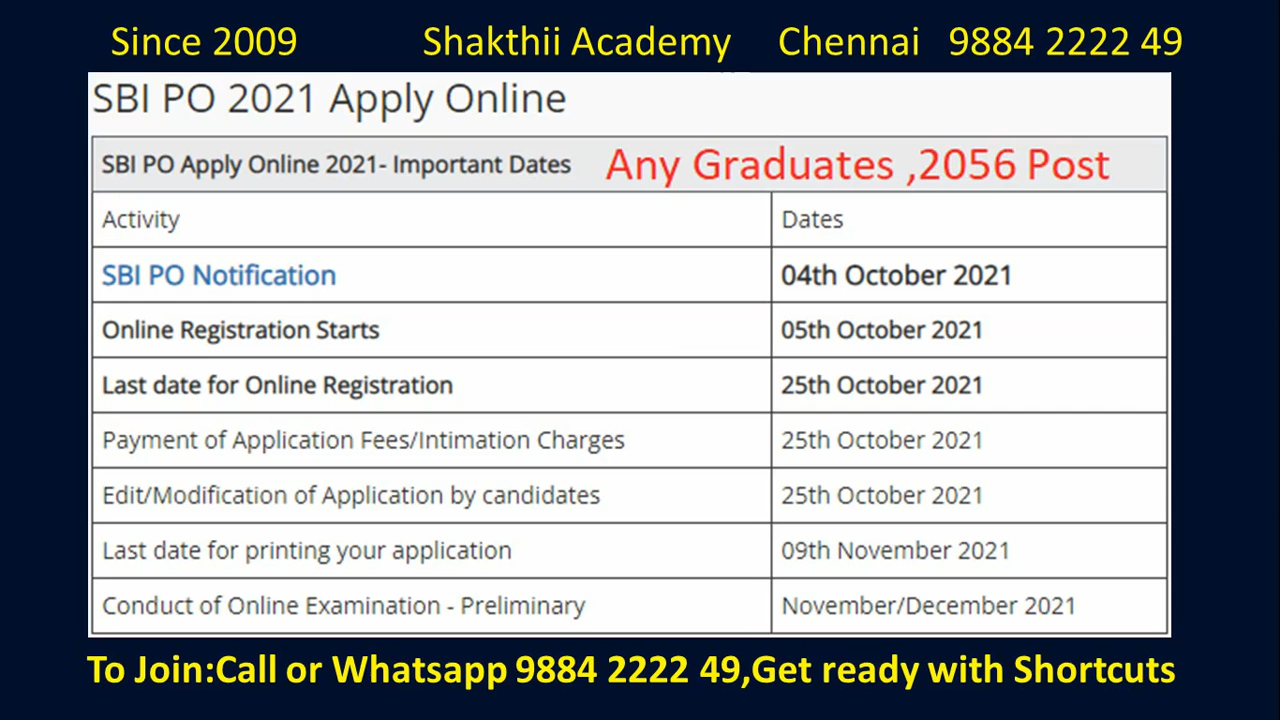 Since 2009 Shakthii Academy Chennai 9884 2222 49
SBI PO 2021 Apply Online
SBI PO Apply Online 2021- Important Dates Any Graduates ,2056 Post
Activity Dates
SBI PO Notification 04th October 2021
Online Registration Starts 05th October 2021
Last date for Online Registration 25th October 2021
Payment of Application Fees/Intimation Charges 25th October 2021
Edit/Modification of Application by candidates 25th October 2021
Last date for printing your application 09th November 2021
Conduct of Online Examination - Preliminary November/December 2021
To Join:Call or Whatsapp 9884 2222 49,Get ready with Shortcuts